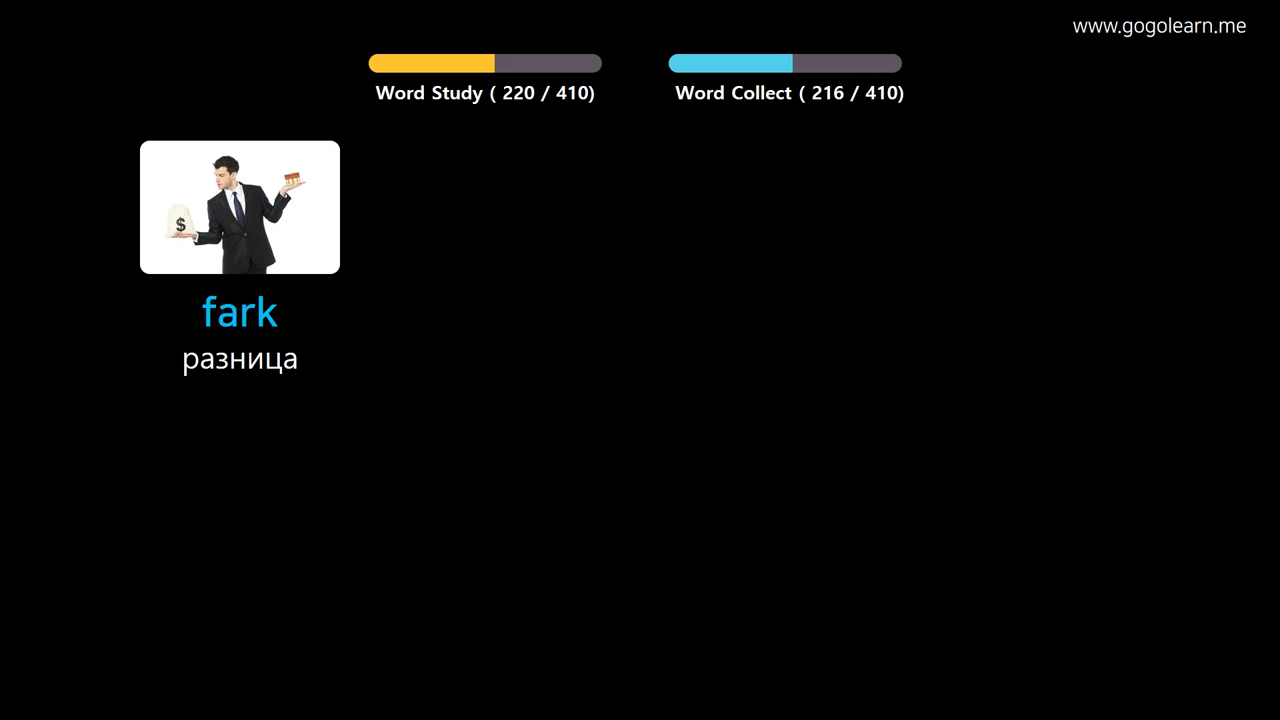 www.gogolearn.me
Word Study ( 220 / 410)
Word Collect ( 216 / 410)
$
fark
разница